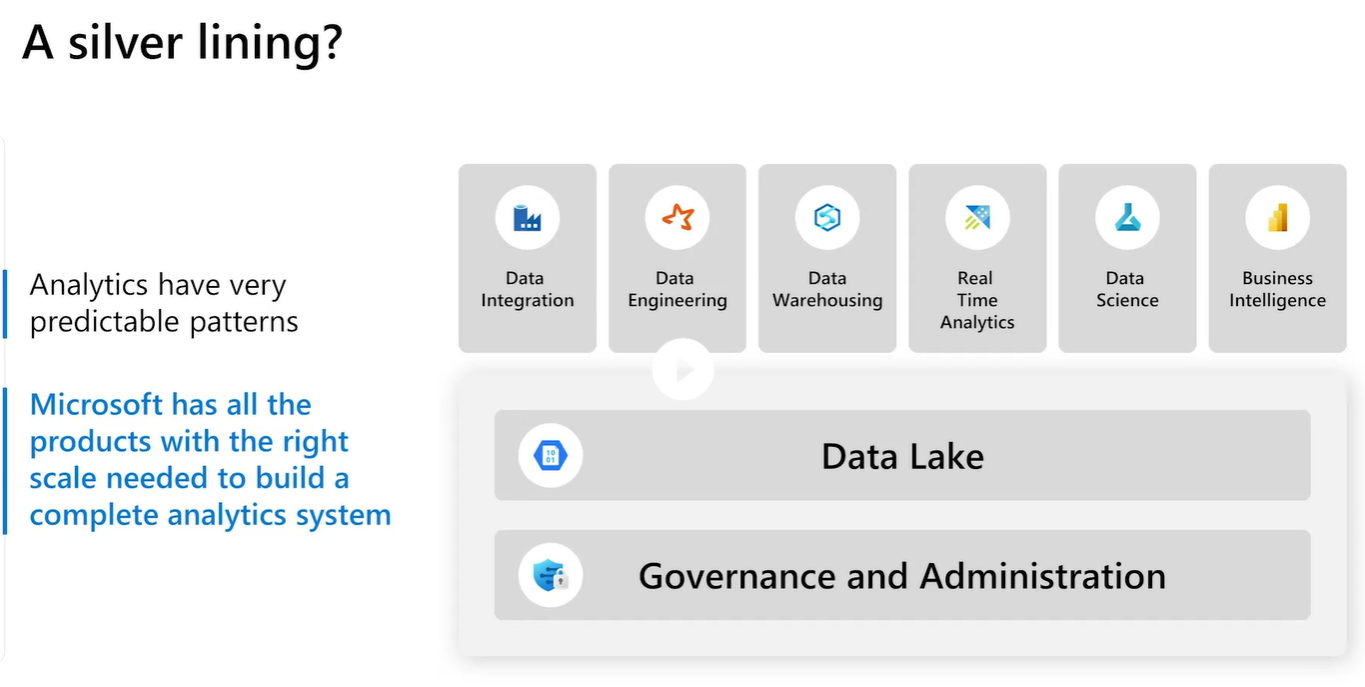 A silver lining?
Analytics have very
predictable patterns
Microsoft has all the
products with the right
scale needed to build a
complete analytics system
Data
Integration
Data
Engineering
Data
Warehousing
Real
Time
Analytics
Data
Science
Business
Intelligence
10
01
Data Lake
Governance and Administration